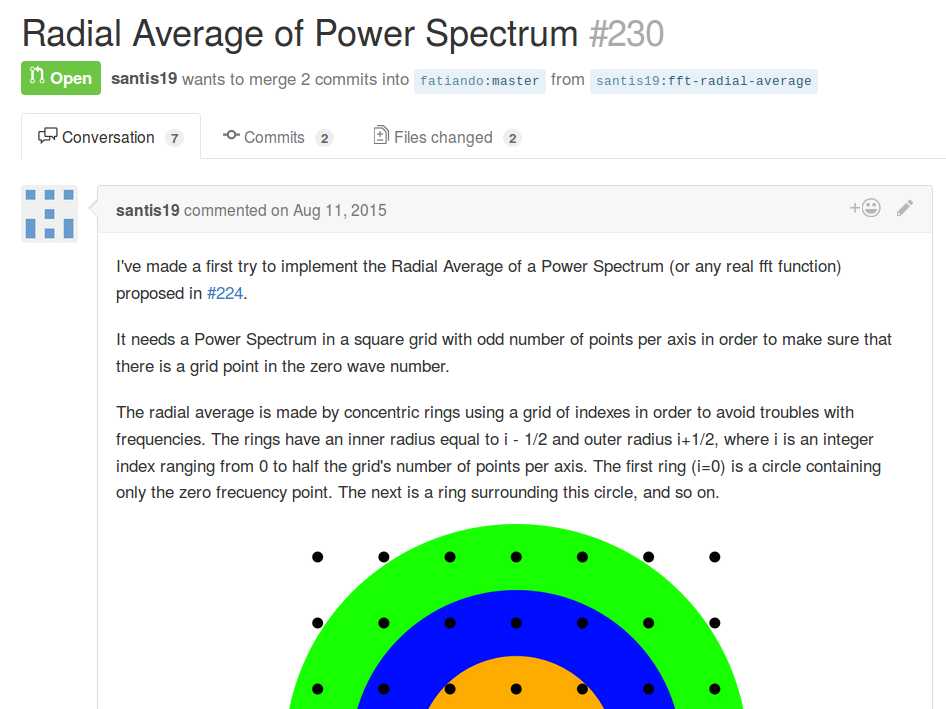 Radial Average of Power Spectrum #230
Open santis19 wants to merge 2 commits into fatiando:master from santis19:fft-radial-average
Conversation 7 Commits 2 Files changed 2
santis19 commented on Aug 11, 2015
I've made a first try to implement the Radial Average of a Power Spectrum (or any real fft function)
proposed in #224.
It needs a Power Spectrum in a square grid with odd number of points per axis in order to make sure that
there is a grid point in the zero wave number.
The radial average is made by concentric rings using a grid of indexes in order to avoid troubles with
frequencies. The rings have an inner radius equal to i - 1/2 and outer radius i+1/2, where i is an integer
index ranging from 0 to half the grid's number of points per axis. The first ring (i=0) is a circle containing
only the zero frecuency point. The next is a ring surrounding this circle, and so on.